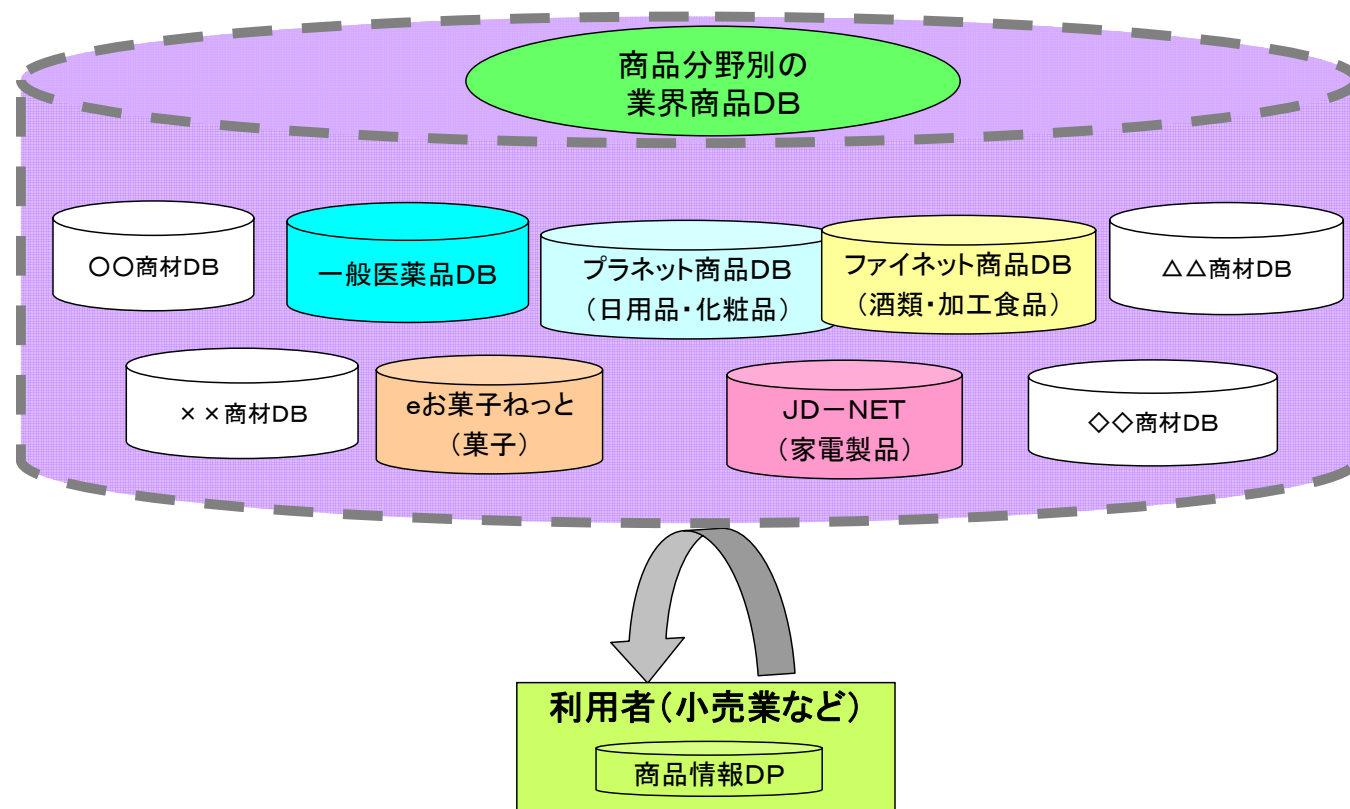 商品分野別の
業界商品DB
○○商材DB
一般医薬品DB
プラネット商品DB
（日用品・化粧品）
ファイネット商品DB
（酒類・加工食品）
△△商材DB
××商材DB
eお菓子ねっと
（菓子）
JD－NET
（家電製品）
◇◇商材DB
利用者（小売業など）
商品情報DP